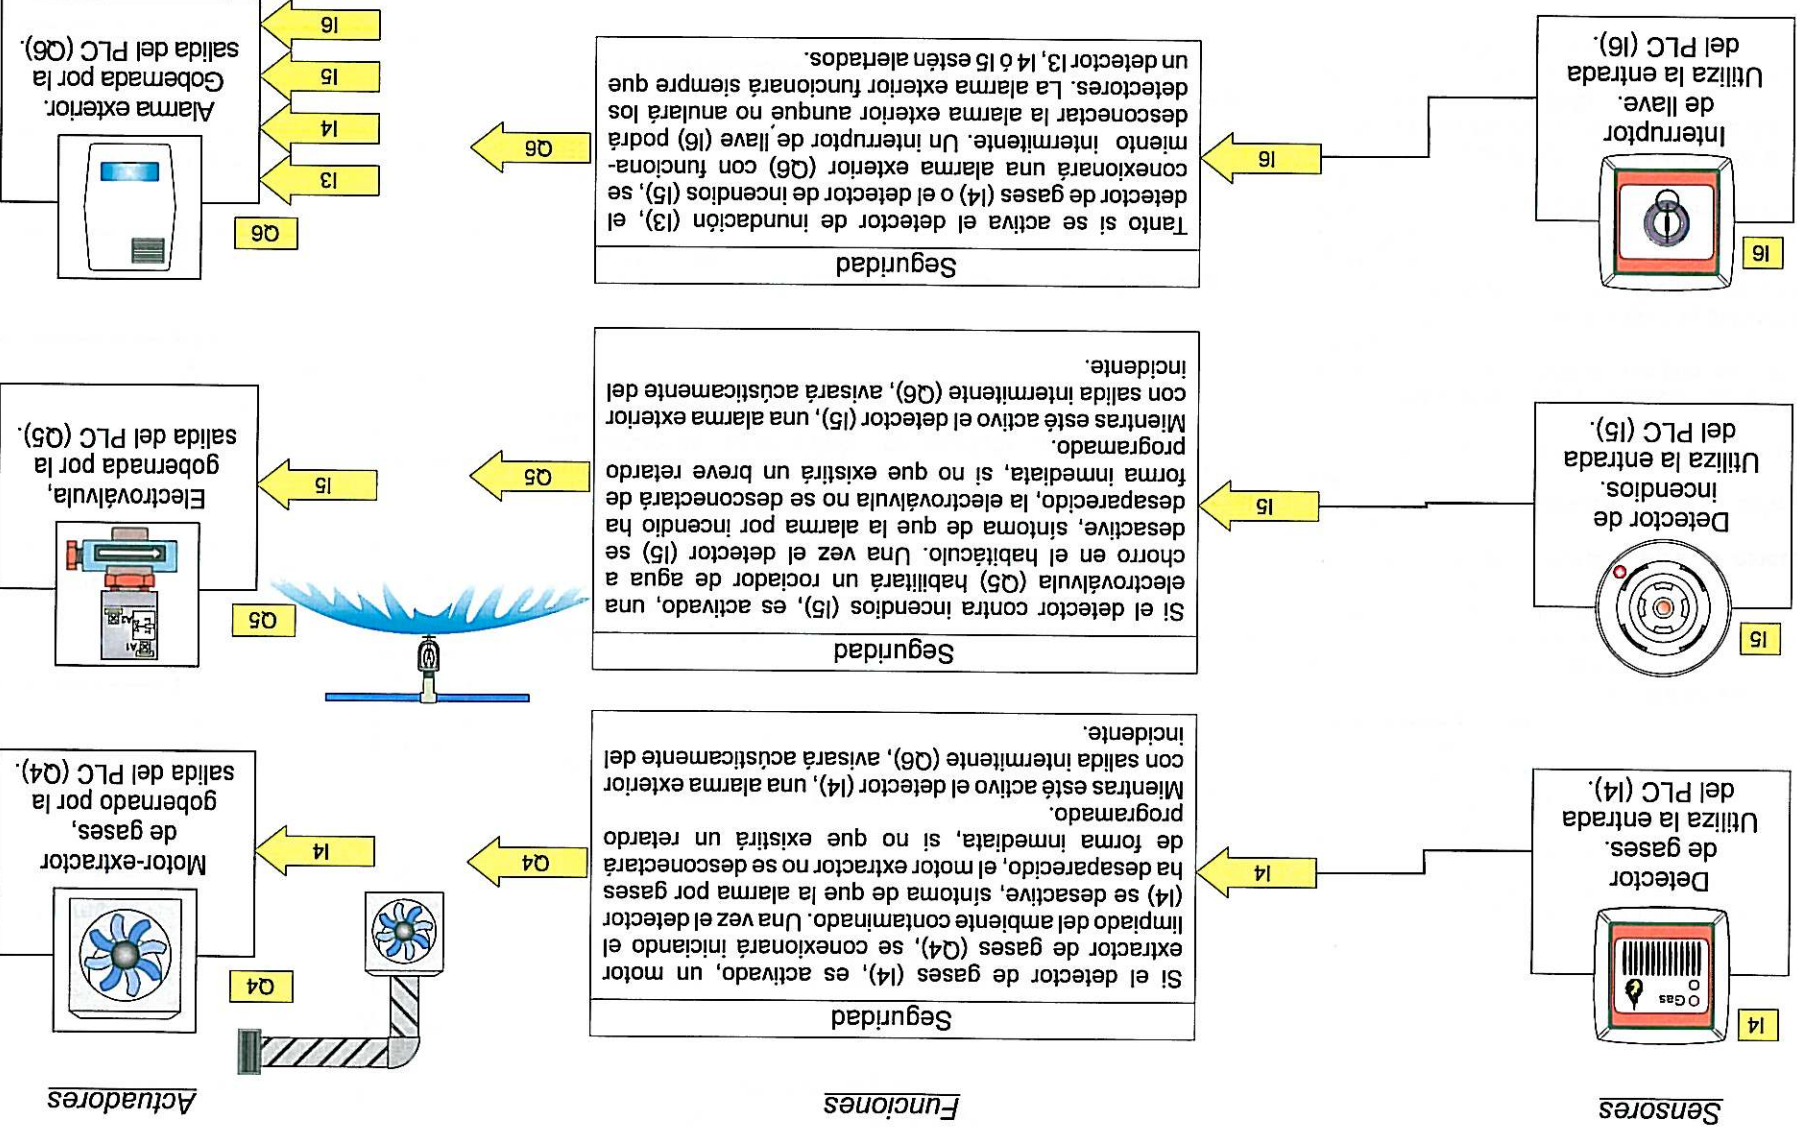 Sensores
Funciones
Actuadores
I4
Gas
Detector
de gases.
Utiliza la entrada
del PLC (I4).
I4
Seguridad
Si el detector de gases (I4), es activado, un motor
extractor de gases (Q4), se conexionará iniciando el
limpiado del ambiente contaminado. Una vez el detector
(I4) se desactive, síntoma de que la alarma por gases
ha desaparecido, el motor extractor no se desconectará
de forma inmediata, si no que existirá un retardo
programado.
Mientras esté activo el detector (I4), una alarma exterior
con salida intermitente (Q6), avisará acústicamente del
incidente.
Q4
I4
Q4
Motor-extractor
de gases,
gobernado por la
salida del PLC (Q4).
I5
Detector de
incendios.
Utiliza la entrada
del PLC (I5).
I5
Seguridad
Si el detector contra incendios (I5), es activado, una
electroválvula (Q5) habilitará un rociador de agua a
chorro en el habitáculo. Una vez el detector (I5) se
desactive, síntoma de que la alarma por incendio ha
desaparecido, la electroválvula no se desconectará de
forma inmediata, si no que existirá un breve retardo
programado.
Mientras esté activo el detector (I5), una alarma exterior
con salida intermitente (Q6), avisará acústicamente del
incidente.
Q5
I5
Q5
A1
A2
Electroválvula,
gobernada por la
salida del PLC (Q5).
I6
Interruptor
de llave.
Utiliza la entrada
del PLC (I6).
I6
Seguridad
Tanto si se activa el detector de inundación (I3), el
detector de gases (I4) o el detector de incendios (I5), se
conexionará una alarma exterior (Q6) con funciona-
miento intermitente. Un interruptor de llave (I6) podrá
desconectar la alarma exterior aunque no anulará los
detectores. La alarma exterior funcionará siempre que
un detector I3, I4 ó I5 estén alertados.
Q6
I3
I4
I5
I6
Q6
Alarma exterior.
Gobernada por la
salida del PLC (Q6).